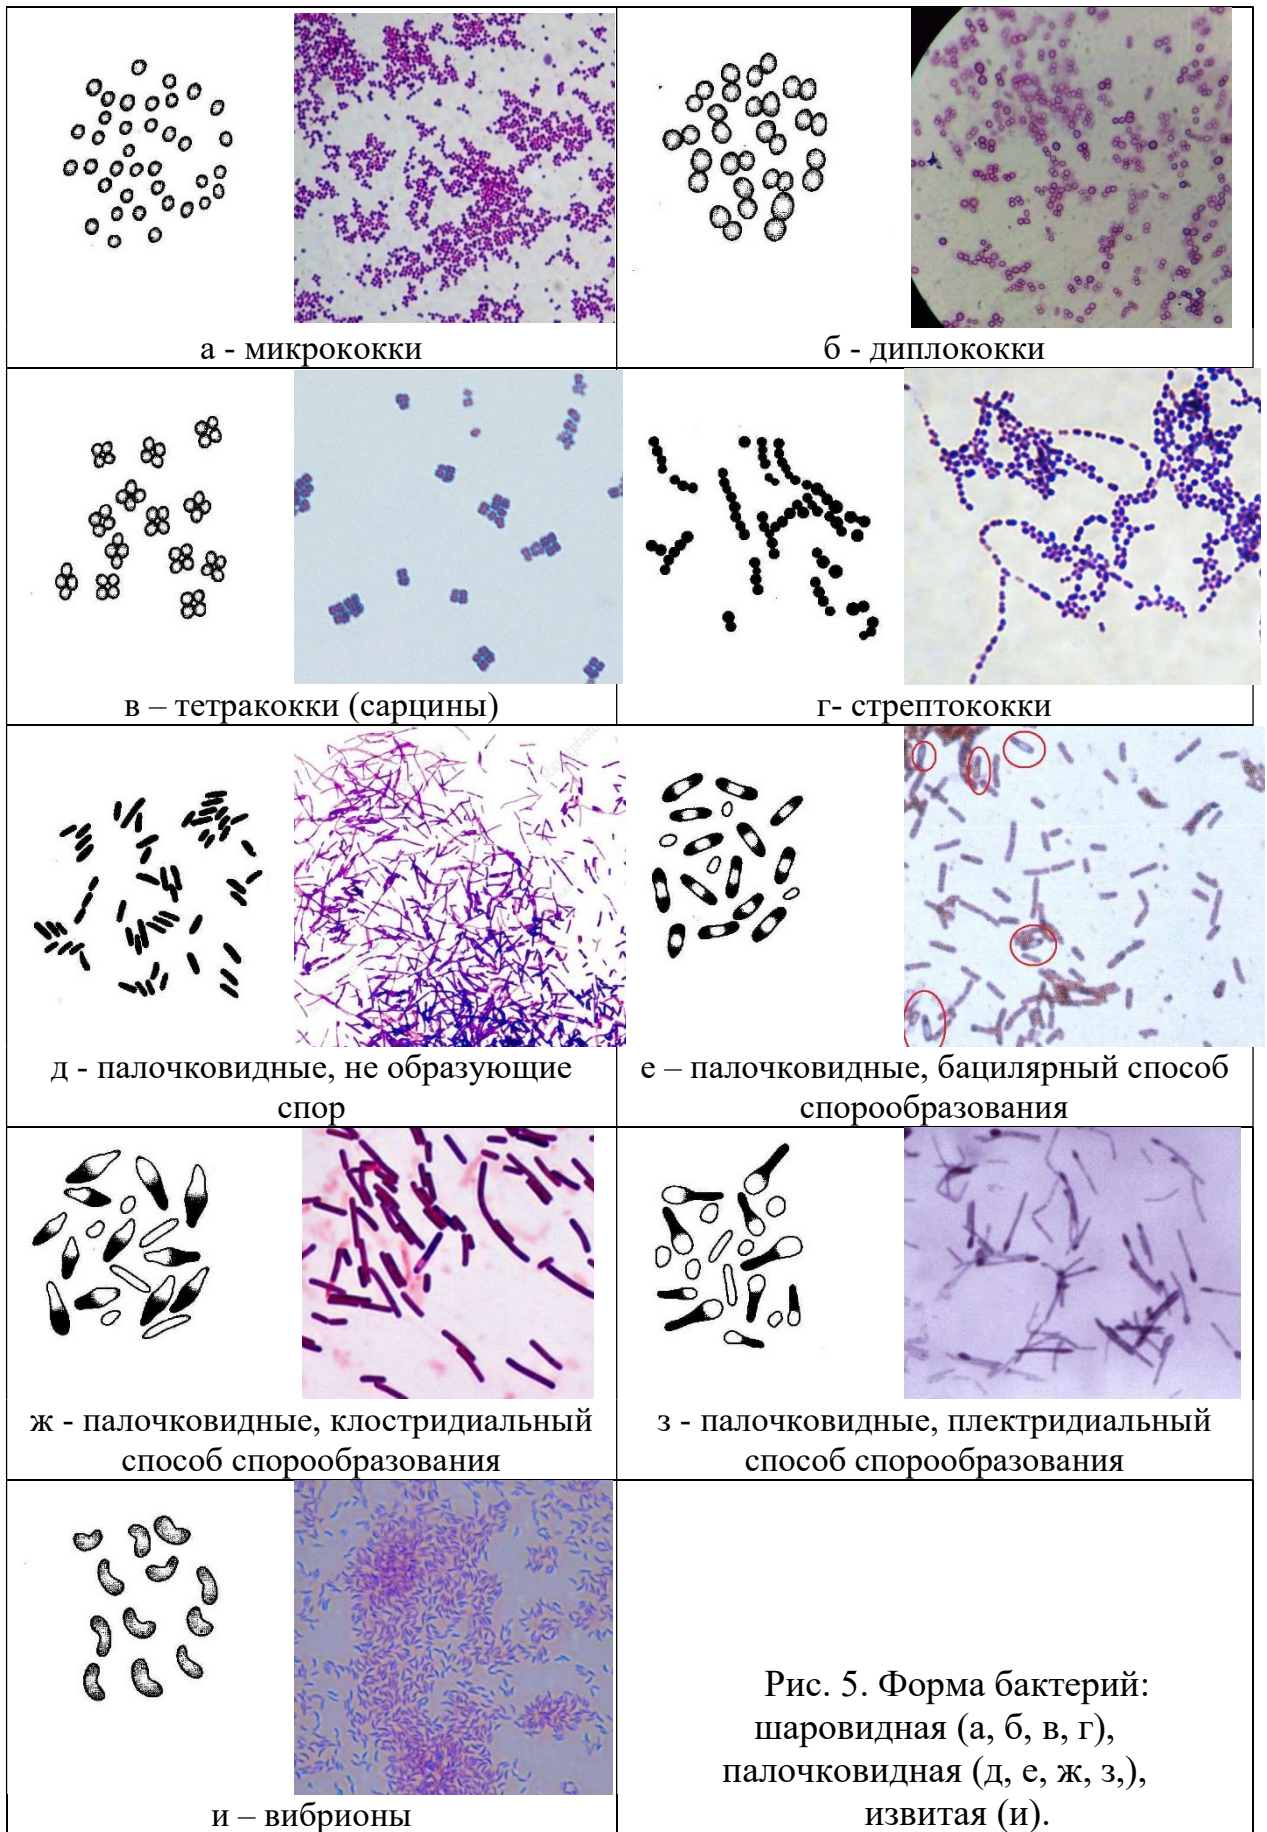 а - микрококки
б - диплококки
в – тетракокки (сарцины)
г- стрептококки
д - палочковидные, не образующие
спор
е – палочковидные, бацилярный способ
спорообразования
ж - палочковидные, клостридиальный
способ спорообразования
з - палочковидные, плектридиальный
способ спорообразования
и – вибрионы
Рис. 5. Форма бактерий:
шаровидная (а, б, в, г),
палочковидная (д, е, ж, з,),
извитая (и).